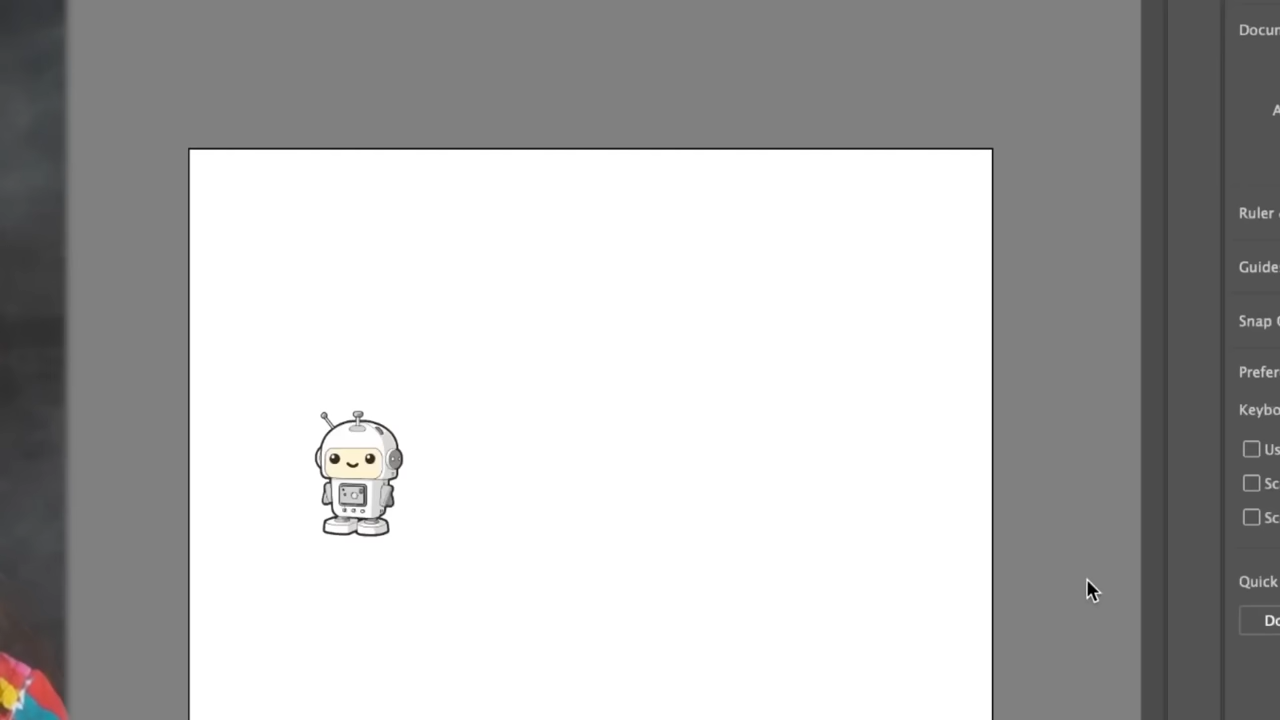 Docum
A
Ruler
Guide
Snap
Prefer
Keybo
Us
Sc
Sc
Quick
Do